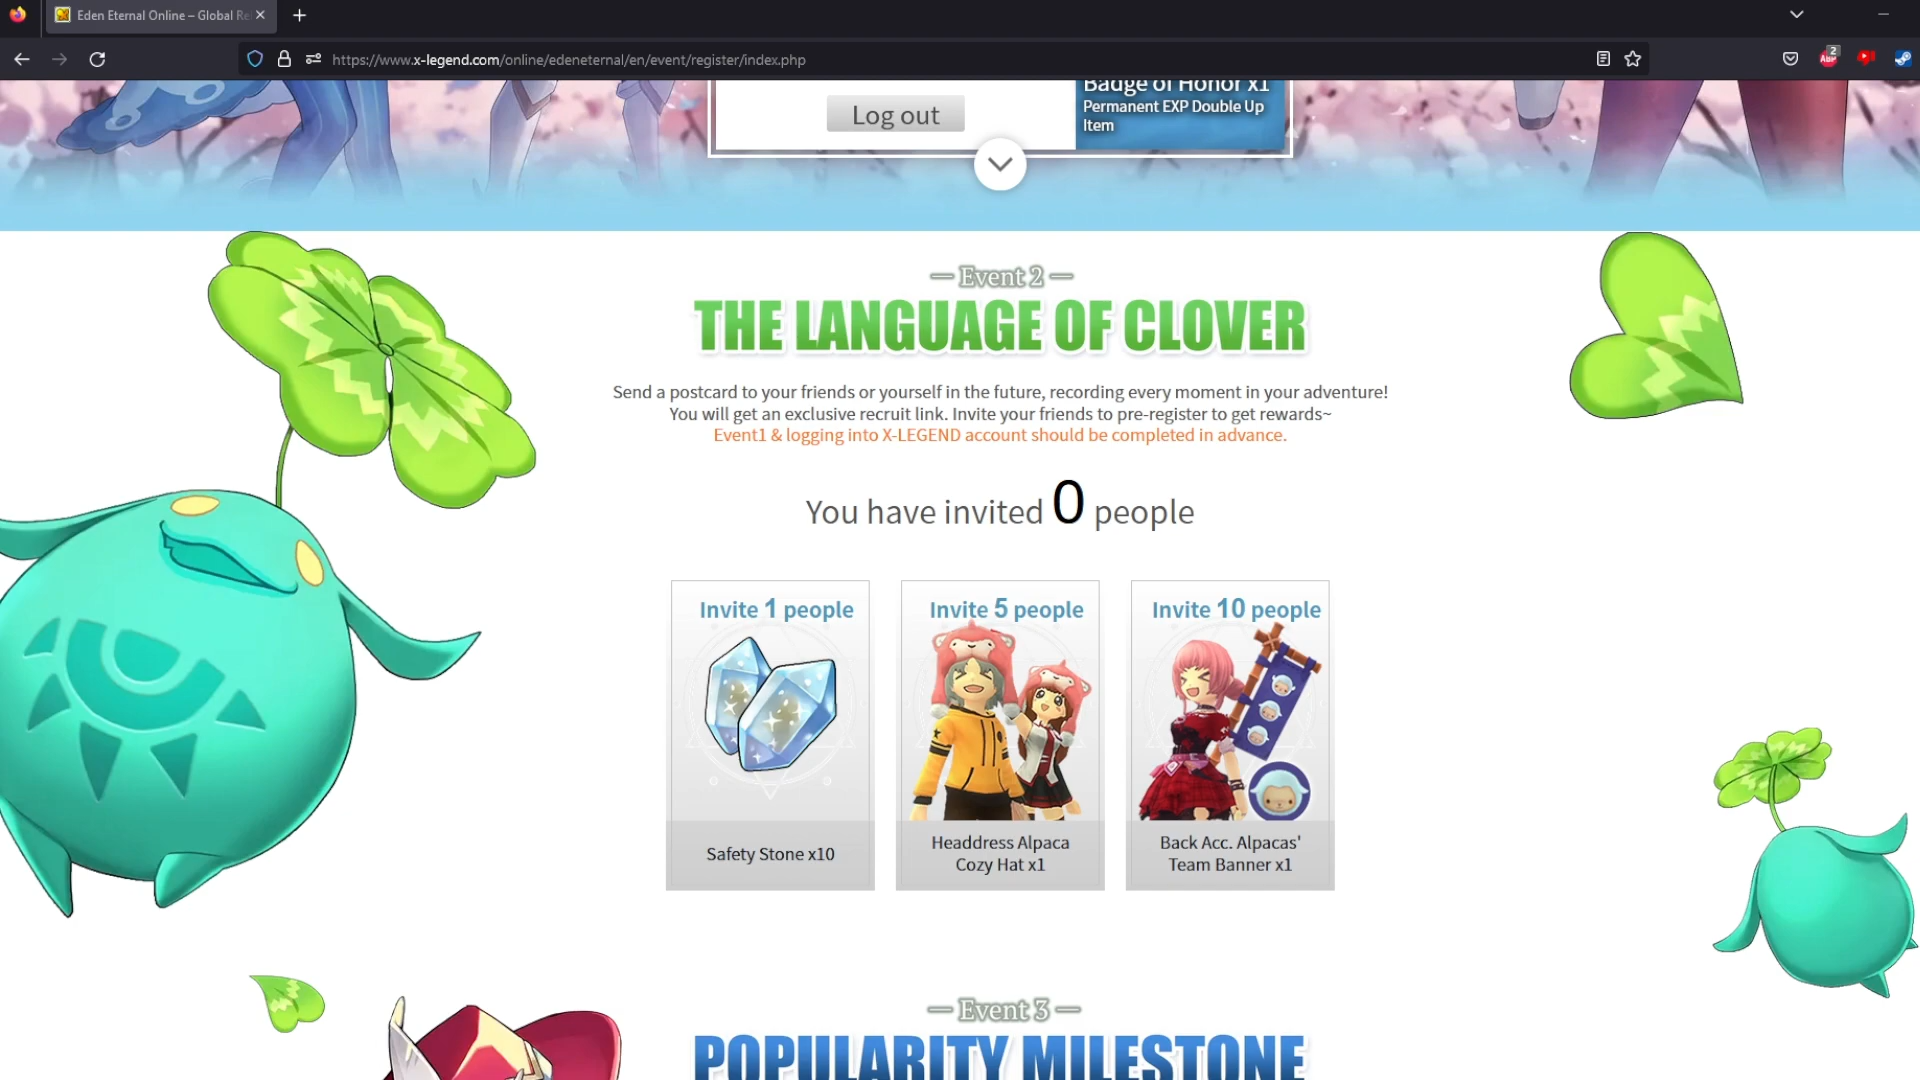 Eden Eternal Online – Global Re
https://www.x-legend.com/online/edeneternal/en/event/register/index.php
2
ABP
Log out
Badge of Honor x1
Permanent EXP Double Up
Item
— Event 2 —
THE LANGUAGE OF CLOVER
Send a postcard to your friends or yourself in the future, recording every moment in your adventure!
You will get an exclusive recruit link. Invite your friends to pre-register to get rewards~
Event1 & logging into X-LEGEND account should be completed in advance.
You have invited 0 people
Invite 1 people
Safety Stone x10
Invite 5 people
Headdress Alpaca
Cozy Hat x1
Invite 10 people
Back Acc. Alpacas'
Team Banner x1
— Event 3 —
POPULARITY MILESTONE